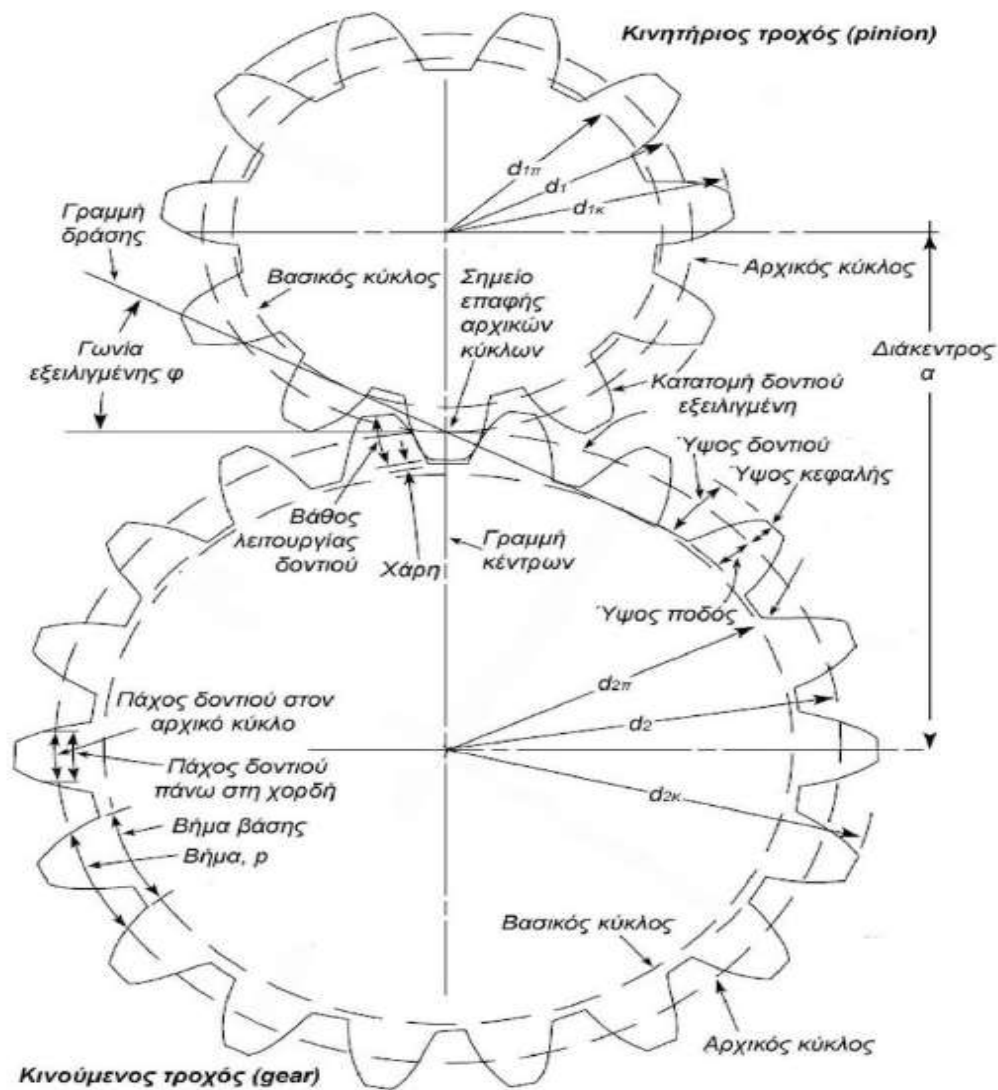 Κινητήριος τροχός (pinion)
d1π
d1
d1κ
Γραμμή
δράσης
Βασικός κύκλος
Σημείο
επαφής
αρχικών
κύκλων
Αρχικός κύκλος
Γωνία
εξειλιγμένης φ
Διάκεντρος
α
Κατατομή δοντιού
εξειλιγμένη
Ύψος δοντιού
Ύψος κεφαλής
Βάθος
λειτουργίας
δοντιού
Χάρη
Γραμμή
κέντρων
Ύψος ποδός
d2π
d2
d2κ
Πάχος δοντιού στον
αρχικό κύκλο
Πάχος δοντιού
πάνω στη χορδή
Βήμα βάσης
Βήμα, p
Βασικός κύκλος
Αρχικός κύκλος
Κινούμενος τροχός (gear)